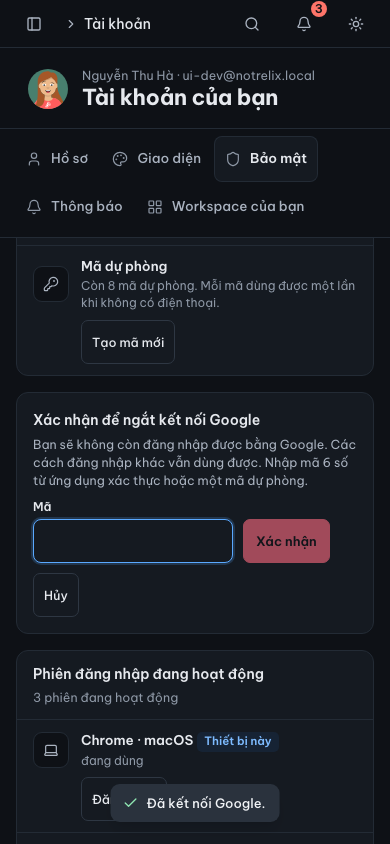 Tài khoản
3
Nguyễn Thu Hà · ui-dev@notrelix.local
Tài khoản của bạn
Hồ sơ
Giao diện
Bảo mật
Thông báo
Workspace của bạn
Mã dự phòng
Còn 8 mã dự phòng. Mỗi mã dùng được một lần
khi không có điện thoại.
Tạo mã mới
Xác nhận để ngắt kết nối Google
Bạn sẽ không còn đăng nhập được bằng Google. Các
cách đăng nhập khác vẫn dùng được. Nhập mã 6 số
từ ứng dụng xác thực hoặc một mã dự phòng.
Mã
Xác nhận
Hủy
Phiên đăng nhập đang hoạt động
3 phiên đang hoạt động
Chrome · macOS Thiết bị này
đang dùng
Đã kết nối Google.